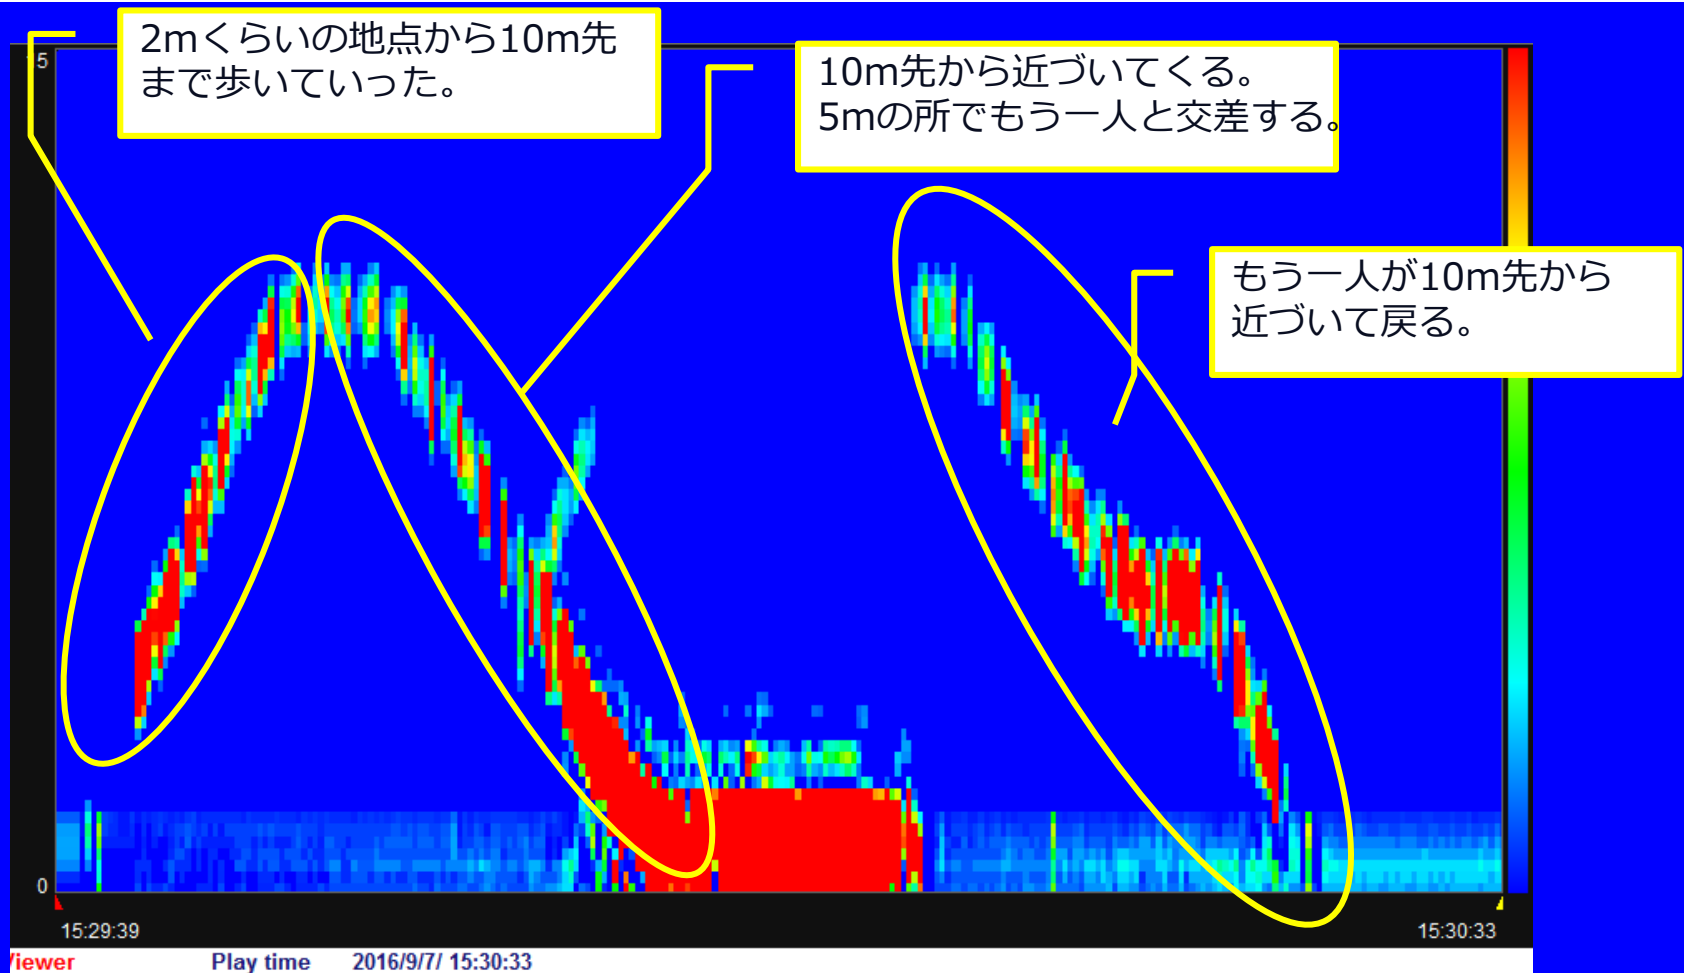 2mくらいの地点から10m先
まで歩いていった。
10m先から近づいてくる。
5mの所でもう一人と交差する。
もう一人が10m先から
近づいて戻る。
5
0
15:29:39
15:30:33
Viewer
Play time 2016/9/7/ 15:30:33